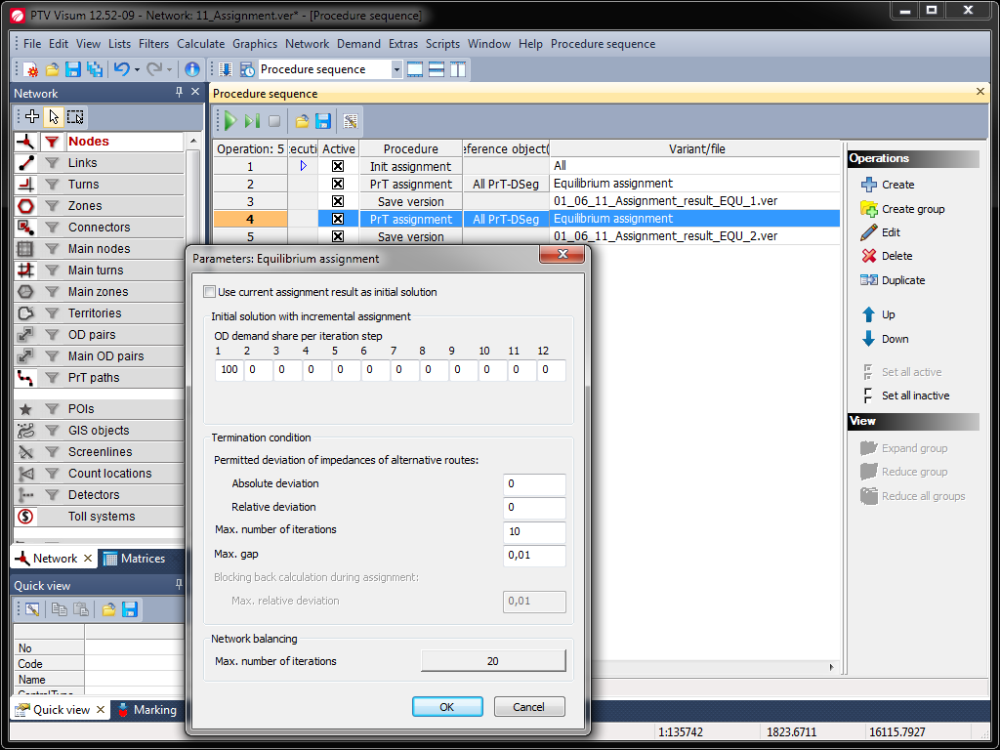 PTV Visum 12.52-09 - Network: 11_Assignment.ver* - [Procedure sequence]
File Edit View Lists Filters Calculate Graphics Network Demand Extras Scripts Window Help Procedure sequence
Procedure sequence
Network
Nodes
Links
Turns
Zones
Connectors
Main nodes
Main turns
Main zones
Territories
OD pairs
Main OD pairs
PrT paths
POIs
GIS objects
Screenlines
Count locations
Detectors
Toll systems
Network Matrices
Quick view
No
Code
Name
ControlType
Quick view Marking
Procedure sequence
Operation: 5 :ecuti Active Procedure eference object( Variant/file
1 Init assignment All
2 PrT assignment All PrT-DSeg Equilibrium assignment
3 Save version 01_06_11_Assignment_result_EQU_1.ver
4 PrT assignment All PrT-DSeg Equilibrium assignment
5 Save version 01_06_11_Assignment_result_EQU_2.ver
Parameters: Equilibrium assignment
Use current assignment result as initial solution
Initial solution with incremental assignment
OD demand share per iteration step
1 2 3 4 5 6 7 8 9 10 11 12
100 0 0 0 0 0 0 0 0 0 0 0
Termination condition
Permitted deviation of impedances of alternative routes:
Absolute deviation 0
Relative deviation 0
Max. number of iterations 10
Max. gap 0,01
Blocking back calculation during assignment:
Max. relative deviation 0,01
Network balancing
Max. number of iterations 20
OK Cancel
Operations
Create
Create group
Edit
Delete
Duplicate
Up
Down
Set all active
Set all inactive
View
Expand group
Reduce group
Reduce all groups
1:135742 1823.6711 16115.7927